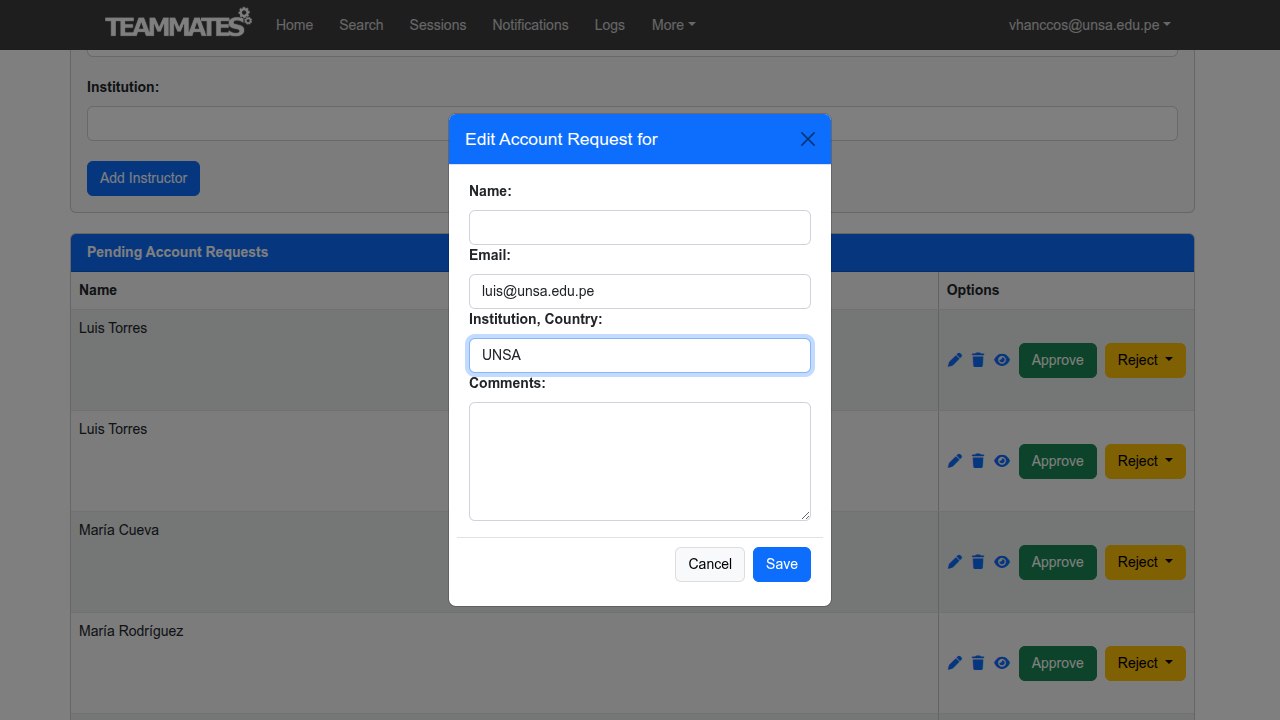 TEAMMATES Home Search Sessions Notifications Logs More vhanccos@unsa.edu.pe
Institution:
Add Instructor
Edit Account Request for
Name:
Email:
luis@unsa.edu.pe
Institution, Country:
UNSA
Comments:
Cancel Save
Pending Account Requests
Name Options
Luis Torres Approve Reject
Luis Torres Approve Reject
María Cueva Approve Reject
María Rodríguez Approve Reject